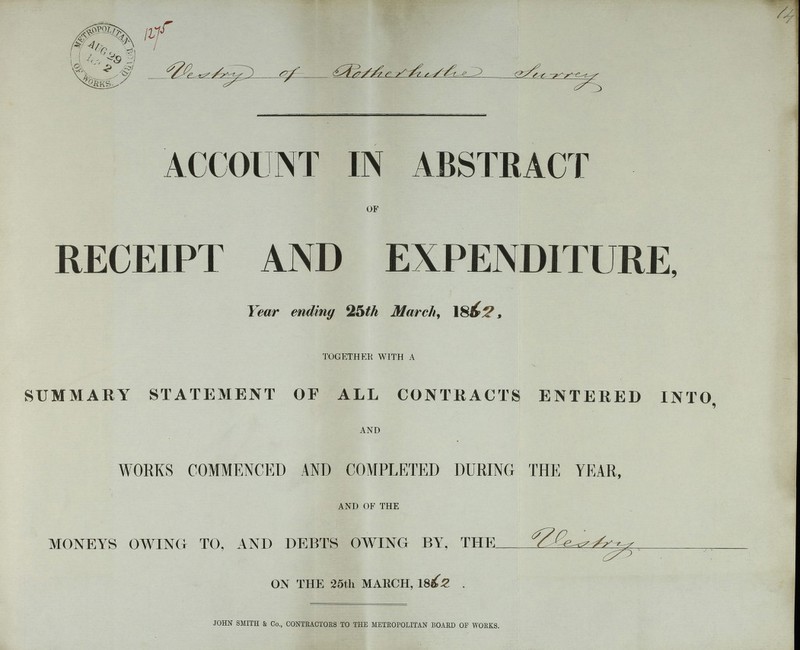 METROPOLITAN BOARD OF WORKS.
AUG 29
1275
14
Vestry of Rotherhithe Surrey
ACCOUNT IN ABSTRACT
OF
RECEIPT AND EXPENDITURE,
Year ending 25th March, 1862,
TOGETHER WITH A
SUMMARY STATEMENT OF ALL CONTRACTS ENTERED INTO,
AND
WORKS COMMENCED AND COMPLETED DURING THE YEAR,
AND OF THE
MONEYS OWING TO, AND DEBTS OWING BY, THE Vestry
ON THE 25th MARCH, 1862 .
JOHN SMITH & Co., CONTRACTORS TO THE METROPOLITAN BOARD OF WORKS.